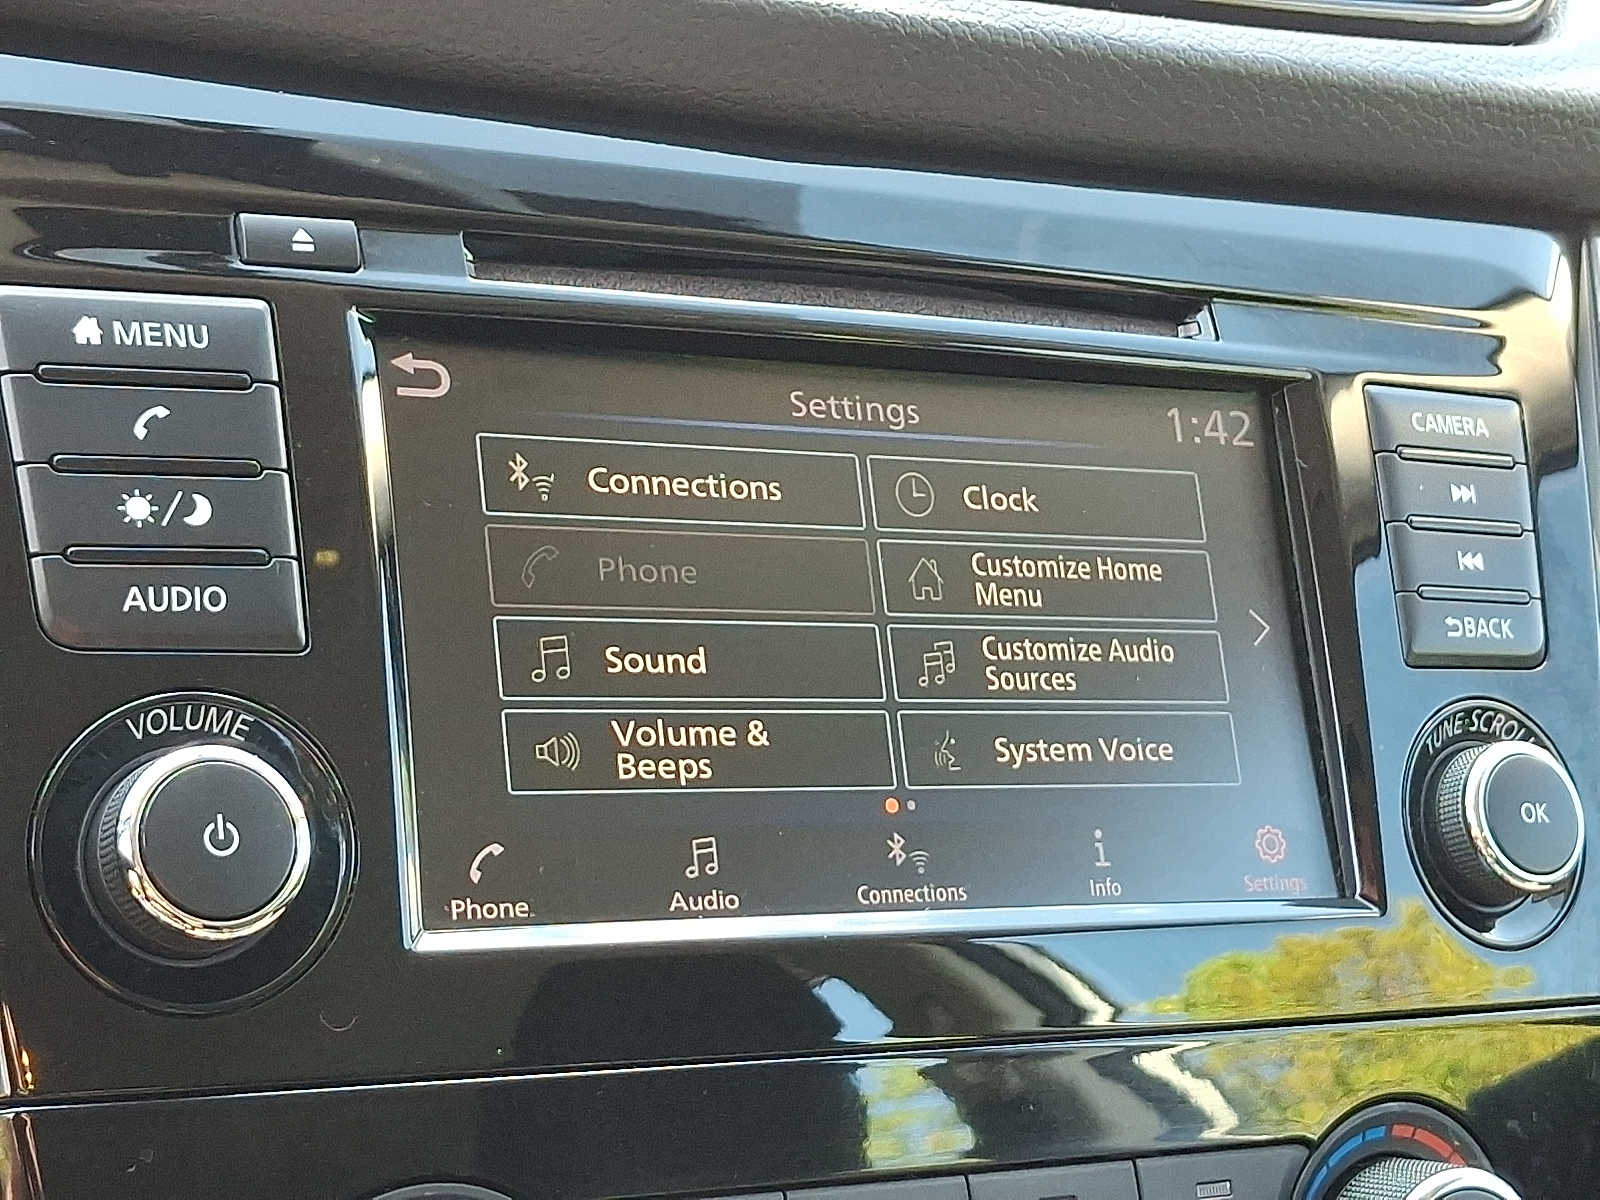 MENU
AUDIO
VOLUME
Settings
1:42
Connections
Clock
Phone
Customize Home
Menu
Sound
Customize Audio
Sources
Volume &
Beeps
System Voice
Phone
Audio
Connections
Info
Settings
CAMERA
BACK
TUNE·SCROLL
OK